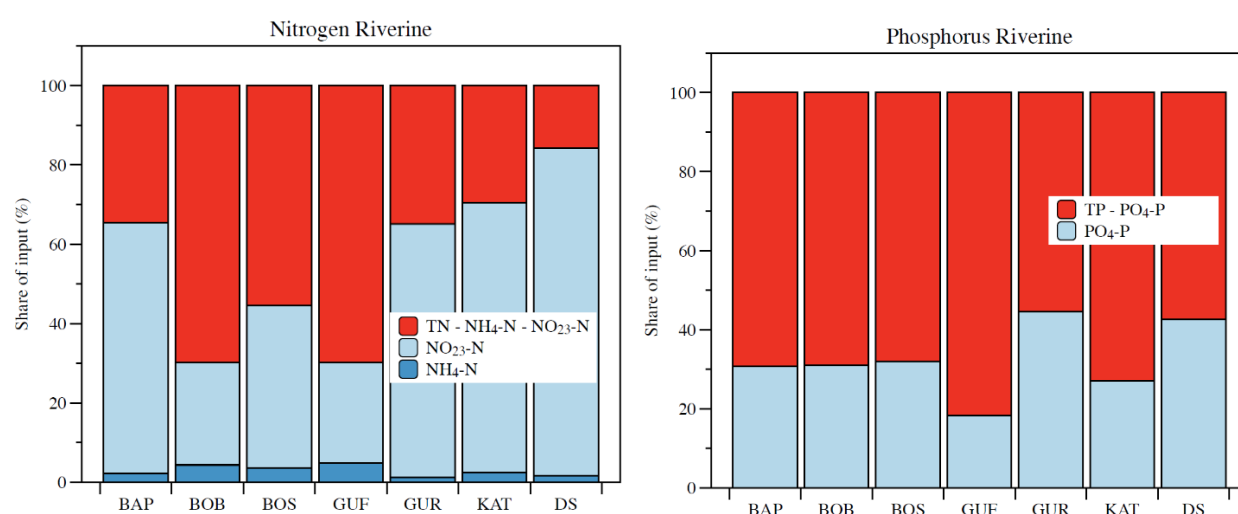 Nitrogen Riverine
Share of input (%)
100
80
60
40
20
0
TN - NH₄-N - NO₂₃-N
NO₂₃-N
NH₄-N
BAP BOB BOS GUF GUR KAT DS
Phosphorus Riverine
Share of input (%)
100
80
60
40
20
0
TP - PO₄-P
PO₄-P
BAP BOB BOS GUF GUR KAT DS